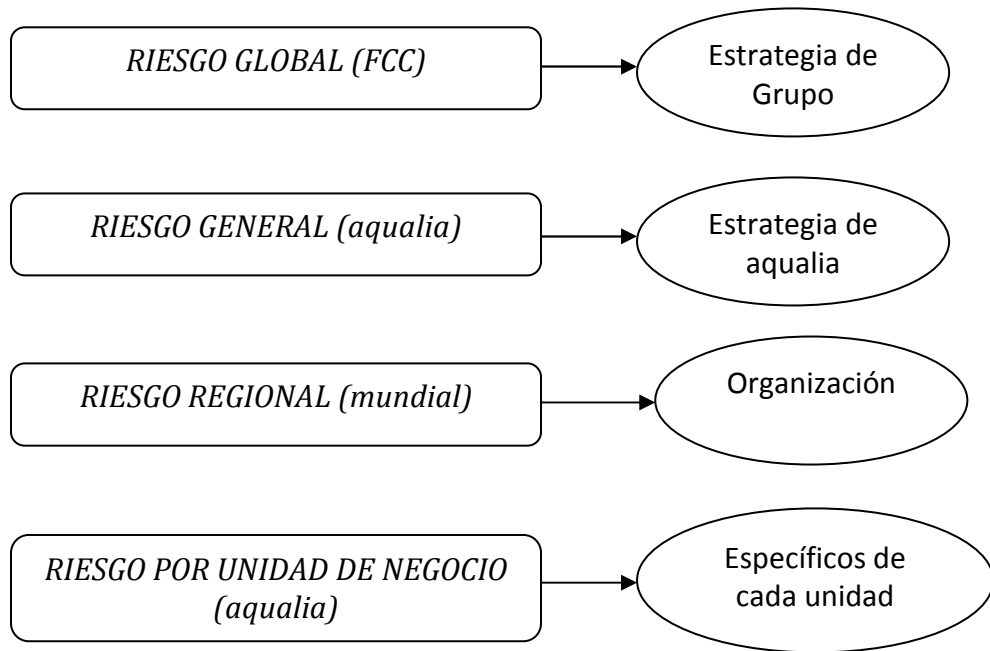 RIESGO GLOBAL (FCC)
Estrategia de
Grupo
RIESGO GENERAL (aqualia)
Estrategia de
aqualia
RIESGO REGIONAL (mundial)
Organización
RIESGO POR UNIDAD DE NEGOCIO
(aqualia)
Específicos de
cada unidad